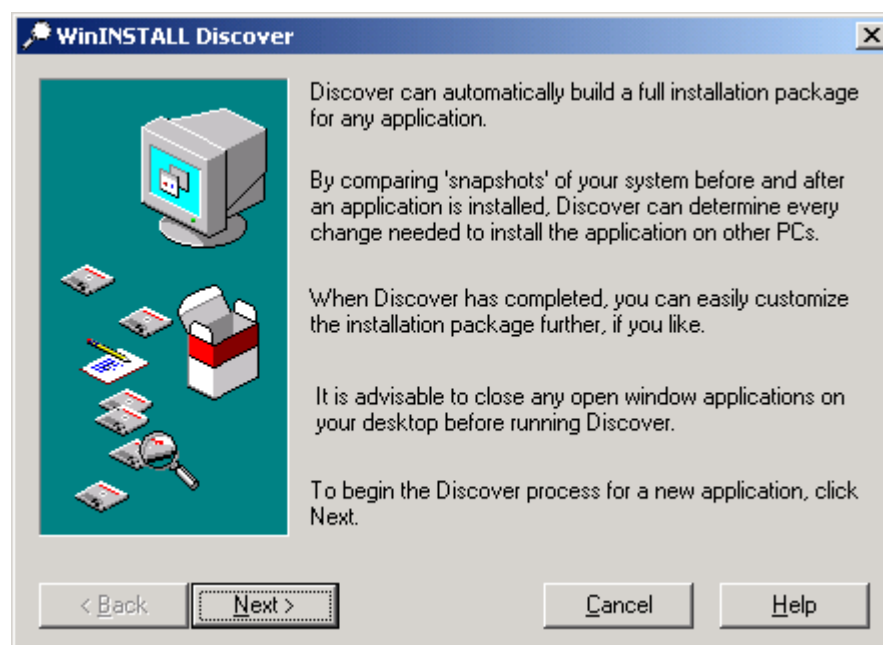 WinINSTALL Discover
Discover can automatically build a full installation package
for any application.
By comparing 'snapshots' of your system before and after
an application is installed, Discover can determine every
change needed to install the application on other PCs.
When Discover has completed, you can easily customize
the installation package further, if you like.
It is advisable to close any open window applications on
your desktop before running Discover.
To begin the Discover process for a new application, click
Next.
< Back
Next >
Cancel
Help